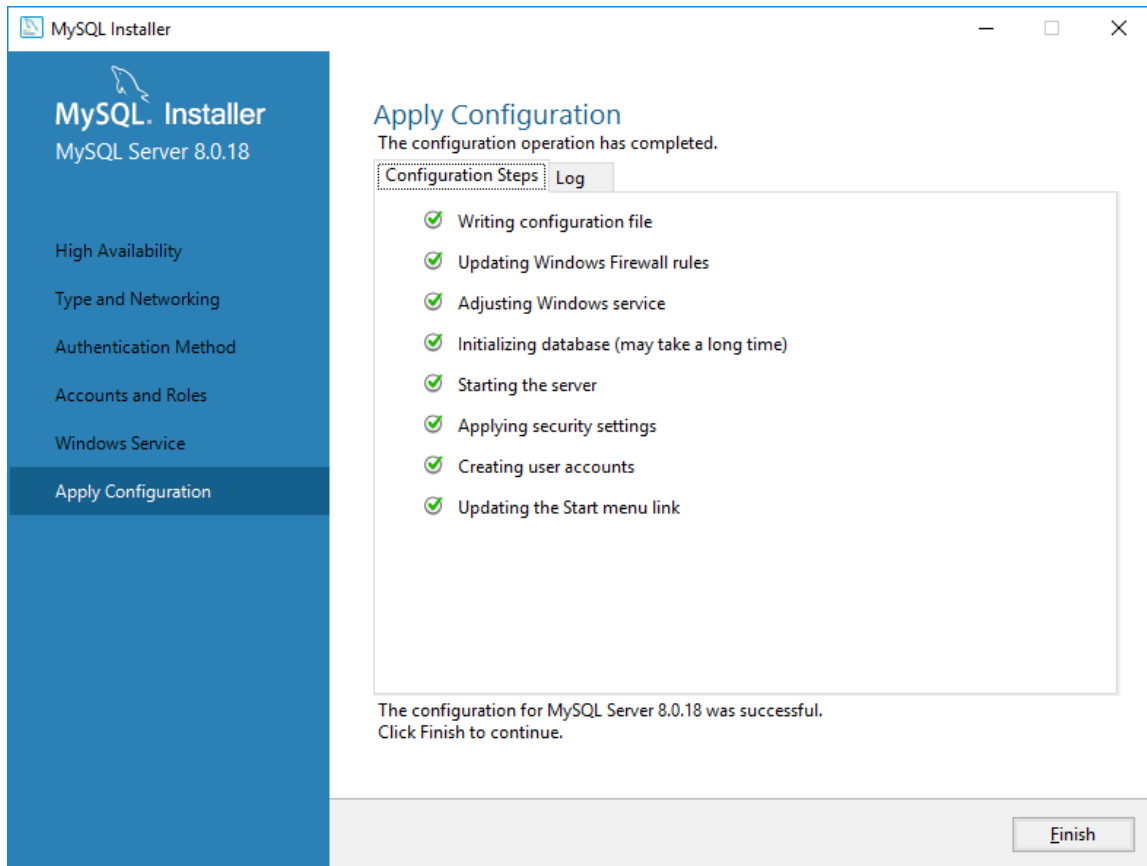 MySQL Installer
MySQL. Installer
MySQL Server 8.0.18
High Availability
Type and Networking
Authentication Method
Accounts and Roles
Windows Service
Apply Configuration
Apply Configuration
The configuration operation has completed.
Configuration Steps
Log
Writing configuration file
Updating Windows Firewall rules
Adjusting Windows service
Initializing database (may take a long time)
Starting the server
Applying security settings
Creating user accounts
Updating the Start menu link
The configuration for MySQL Server 8.0.18 was successful.
Click Finish to continue.
Finish